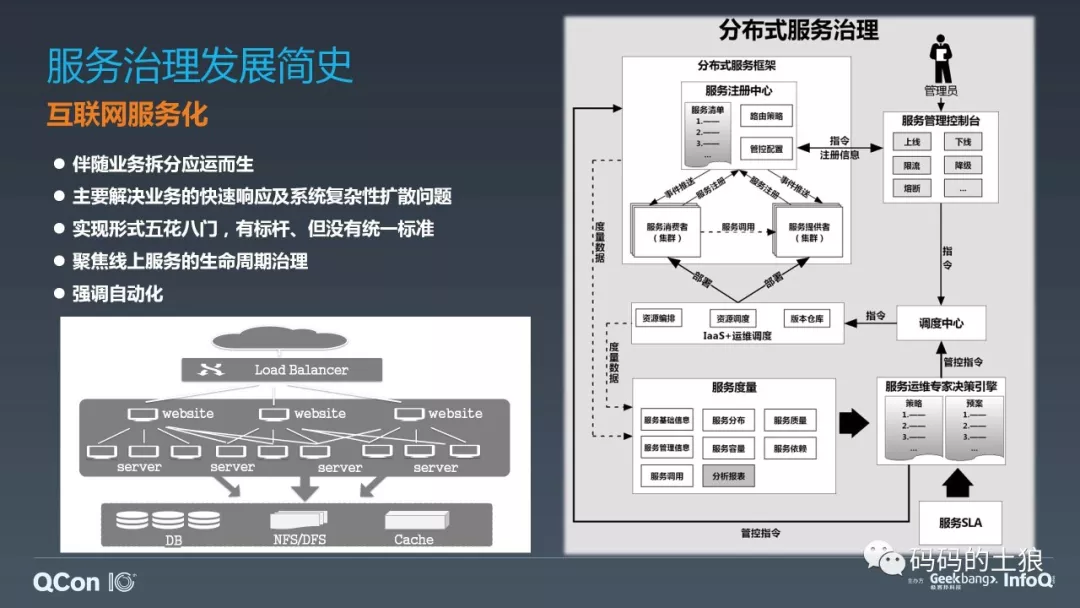 服务治理发展简史
互联网服务化
● 伴随业务拆分应运而生
● 主要解决业务的快速响应及系统复杂性扩散问题
● 实现形式五花八门，有标杆、但没有统一标准
● 聚焦线上服务的生命周期治理
● 强调自动化
Load Balancer
website
website
website
server
server
server
server
DB
NFS/DFS
Cache
分布式服务治理
分布式服务框架
服务注册中心
服务清单
1.——
2.——
3.——
...
路由策略
管控配置
事件推送
服务注册
服务注册
事件推送
服务消费者
（集群）
服务调用
服务提供者
（集群）
部署
部署
度量数据
度量数据
资源编排
资源调度
版本仓库
IaaS+运维调度
服务度量
服务基础信息
服务分布
服务质量
服务管理信息
服务容量
服务依赖
服务调用
分析报表
管理员
服务管理控制台
上线
下线
限流
降级
熔断
...
指令
注册信息
指令
指令
调度中心
管控指令
服务运维专家决策引擎
策略
1.——
2.——
3.——
...
预案
1.——
2.——
3.——
...
服务SLA
管控指令
码码的土狼
QCon 10
主办方
Geekbang>.
极客邦科技
InfoQ